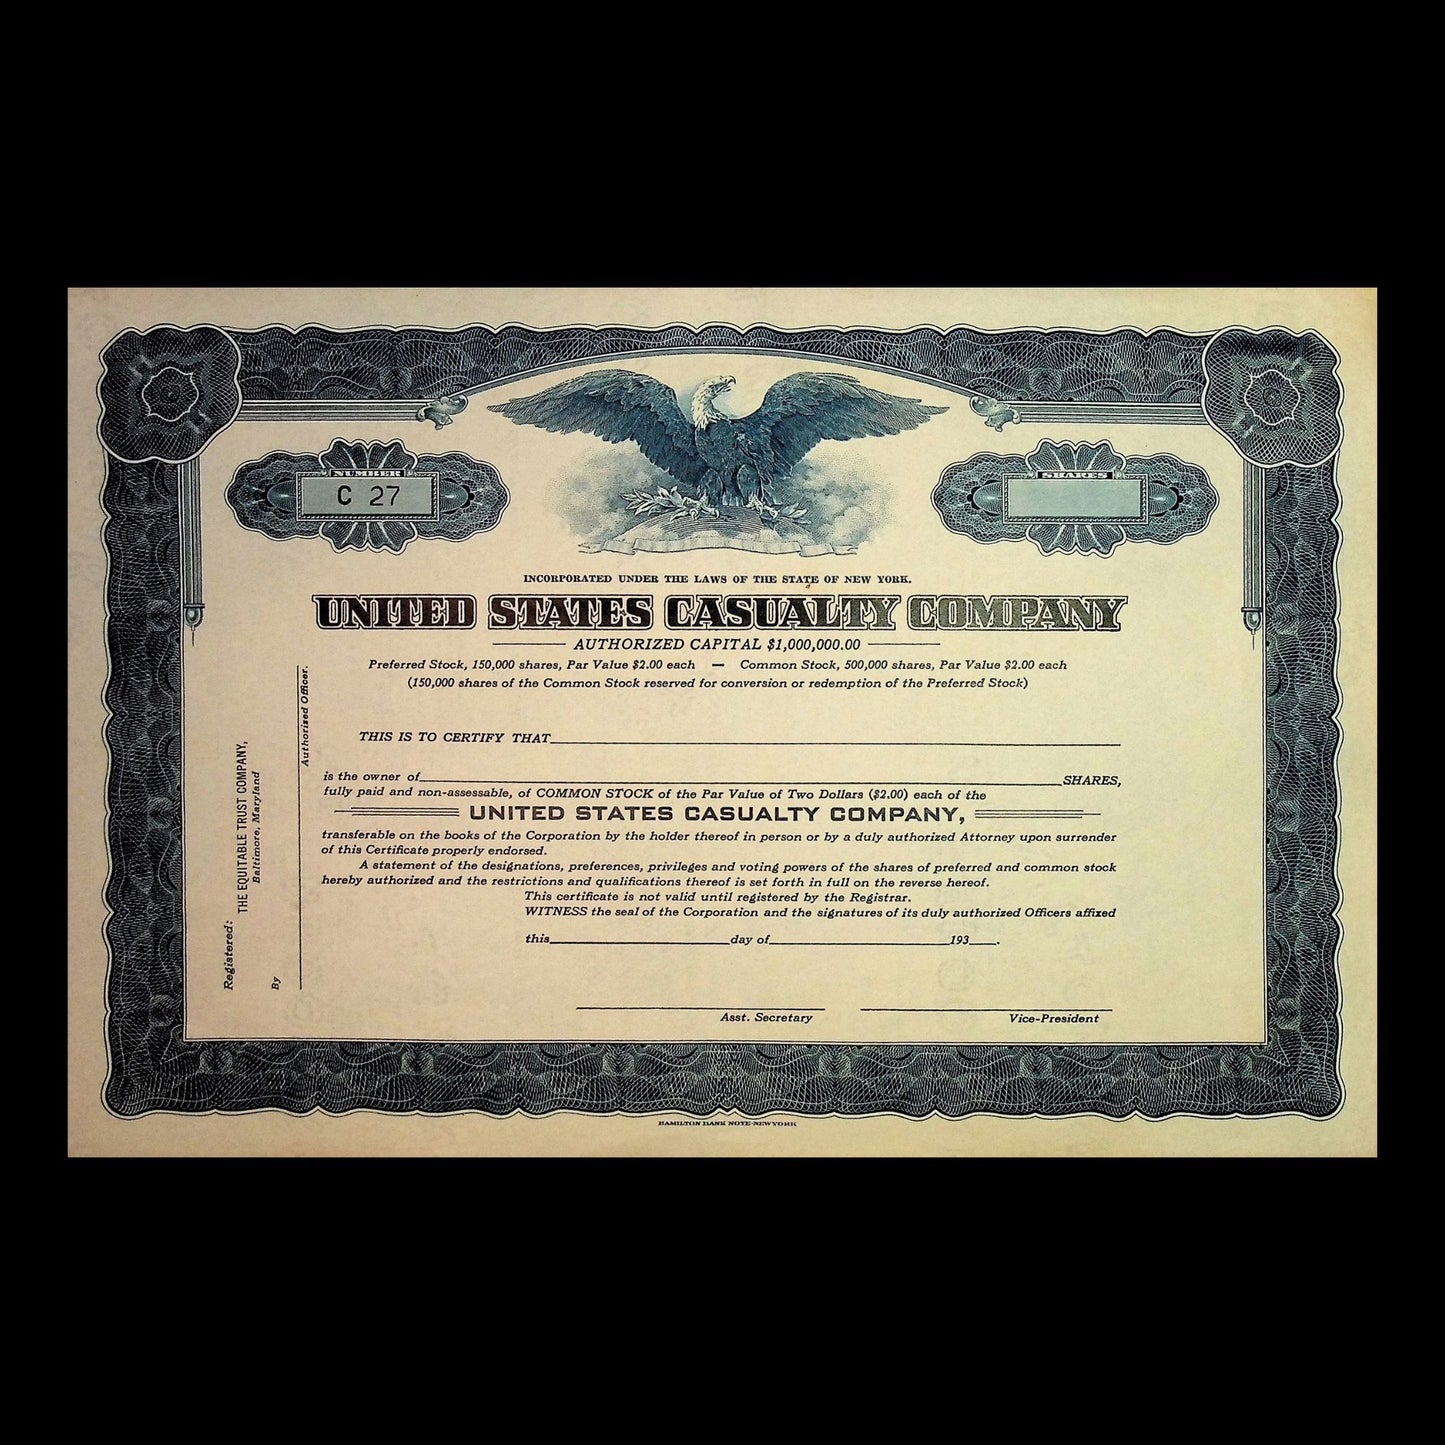 NUMBER
C 27
SHARES
INCORPORATED UNDER THE LAWS OF THE STATE OF NEW YORK.
UNITED STATES CASUALTY COMPANY
AUTHORIZED CAPITAL $1,000,000.00
Preferred Stock, 150,000 shares, Par Value $2.00 each — Common Stock, 500,000 shares, Par Value $2.00 each
(150,000 shares of the Common Stock reserved for conversion or redemption of the Preferred Stock)
THIS IS TO CERTIFY THAT
is the owner of SHARES,
fully paid and non-assessable, of COMMON STOCK of the Par Value of Two Dollars ($2.00) each of the
UNITED STATES CASUALTY COMPANY,
transferable on the books of the Corporation by the holder thereof in person or by a duly authorized Attorney upon surrender
of this Certificate properly endorsed.
A statement of the designations, preferences, privileges and voting powers of the shares of preferred and common stock
hereby authorized and the restrictions and qualifications thereof is set forth in full on the reverse hereof.
This certificate is not valid until registered by the Registrar.
WITNESS the seal of the Corporation and the signatures of its duly authorized Officers affixed
this day of 193 .
Asst. Secretary
Vice-President
Registered:
THE EQUITABLE TRUST COMPANY,
Baltimore, Maryland
By
Authorized Officer.
HAMILTON BANK NOTE-NEW YORK